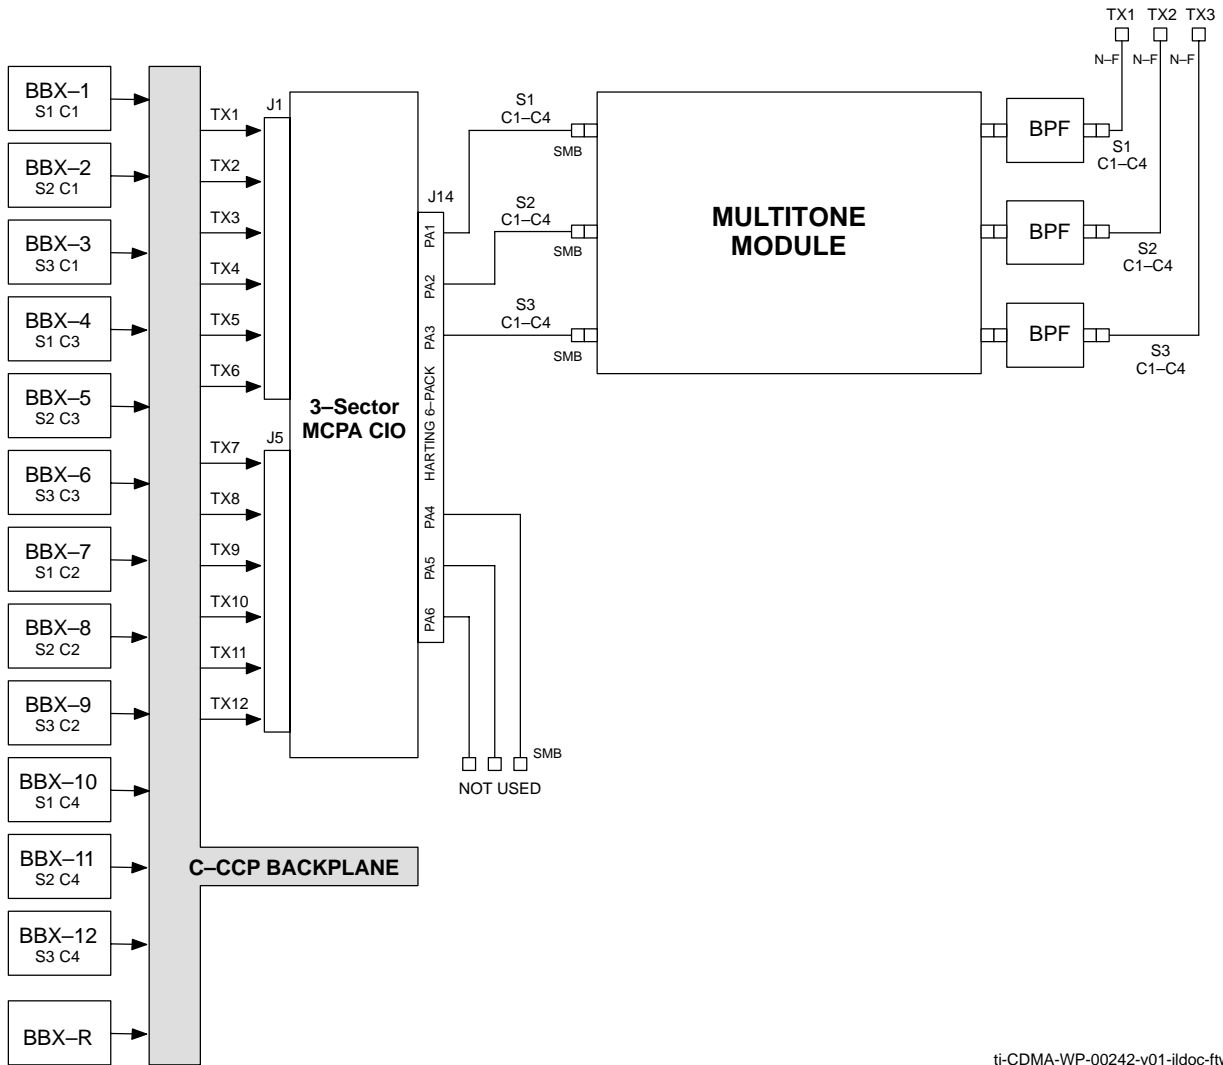 TX1 TX2 TX3
N–F N–F N–F
BBX–1
S1 C1
BBX–2
S2 C1
BBX–3
S3 C1
BBX–4
S1 C3
BBX–5
S2 C3
BBX–6
S3 C3
BBX–7
S1 C2
BBX–8
S2 C2
BBX–9
S3 C2
BBX–10
S1 C4
BBX–11
S2 C4
BBX–12
S3 C4
BBX–R
C–CCP BACKPLANE
TX1
TX2
TX3
TX4
TX5
TX6
TX7
TX8
TX9
TX10
TX11
TX12
J1
J5
3–Sector
MCPA CIO
J14
PA1
PA2
PA3
HARTING 6–PACK
PA4
PA5
PA6
S1
C1–C4
SMB
S2
C1–C4
SMB
S3
C1–C4
SMB
SMB
NOT USED
MULTITONE
MODULE
BPF
S1
C1–C4
BPF
S2
C1–C4
BPF
S3
C1–C4
ti-CDMA-WP-00242-v01-ildoc-ftw